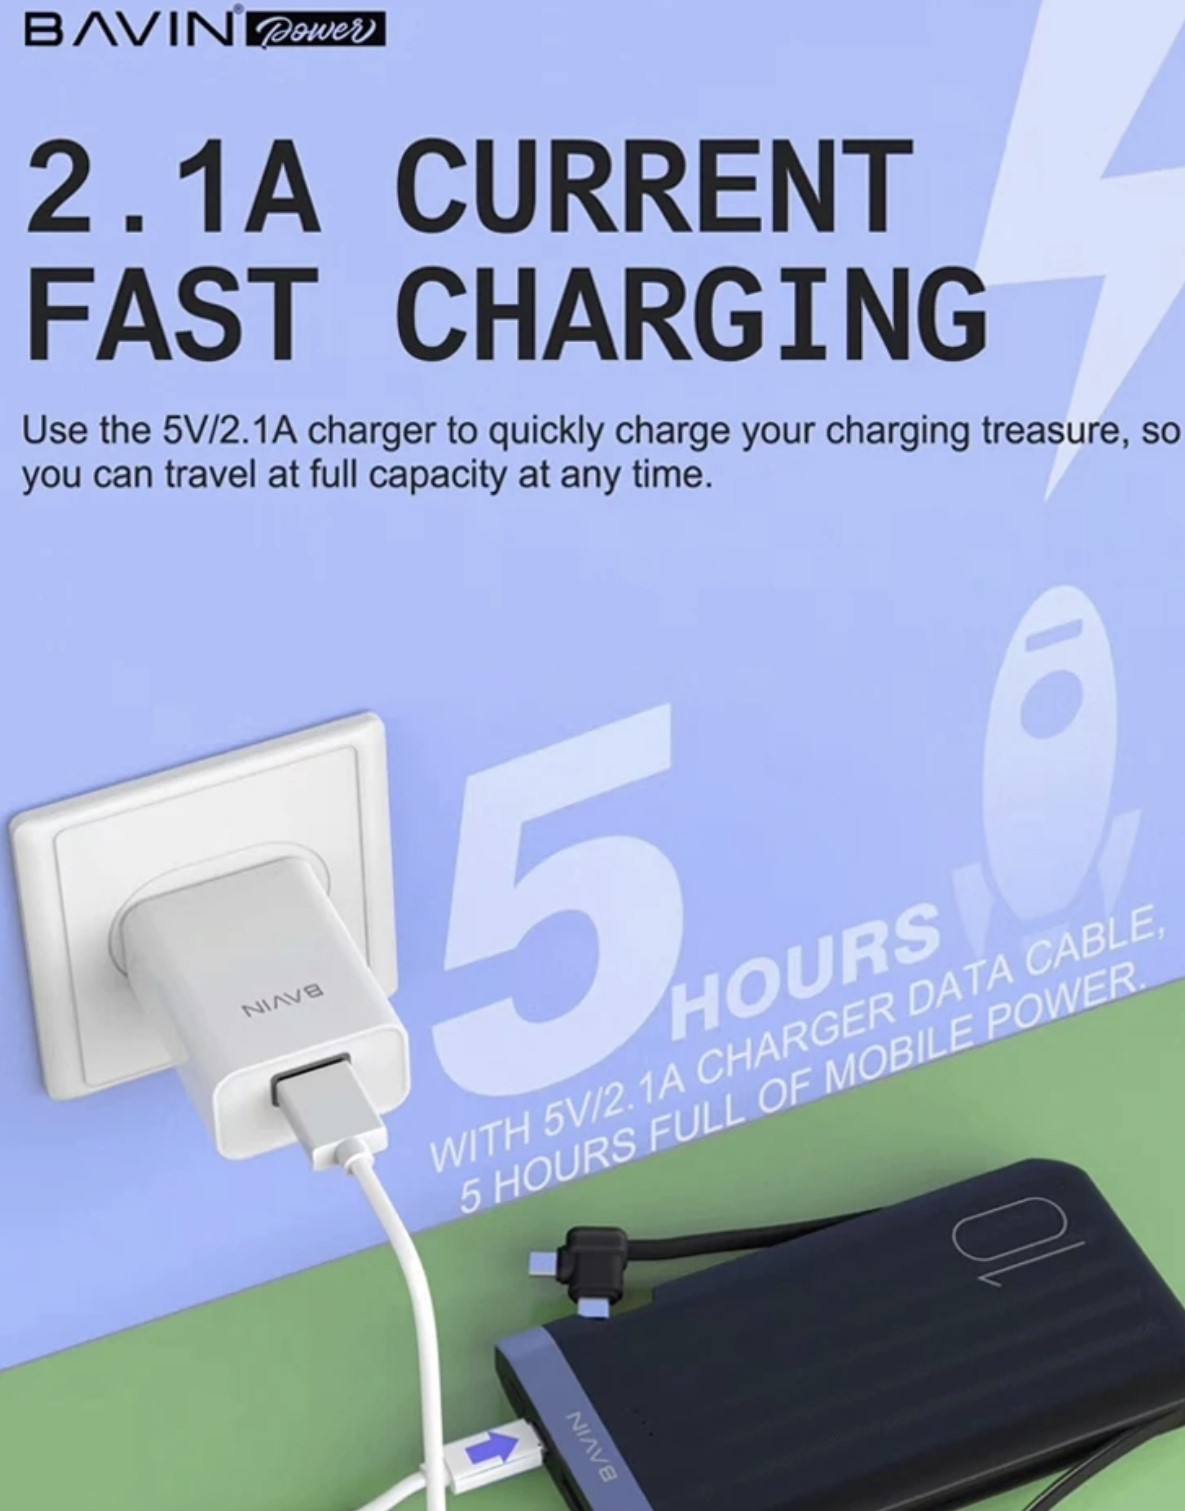 BAVIN® Power
2.1A CURRENT
FAST CHARGING
Use the 5V/2.1A charger to quickly charge your charging treasure, so
you can travel at full capacity at any time.
5 HOURS
WITH 5V/2.1A CHARGER DATA CABLE,
5 HOURS FULL OF MOBILE POWER.
BAVIN
10
BAVIN